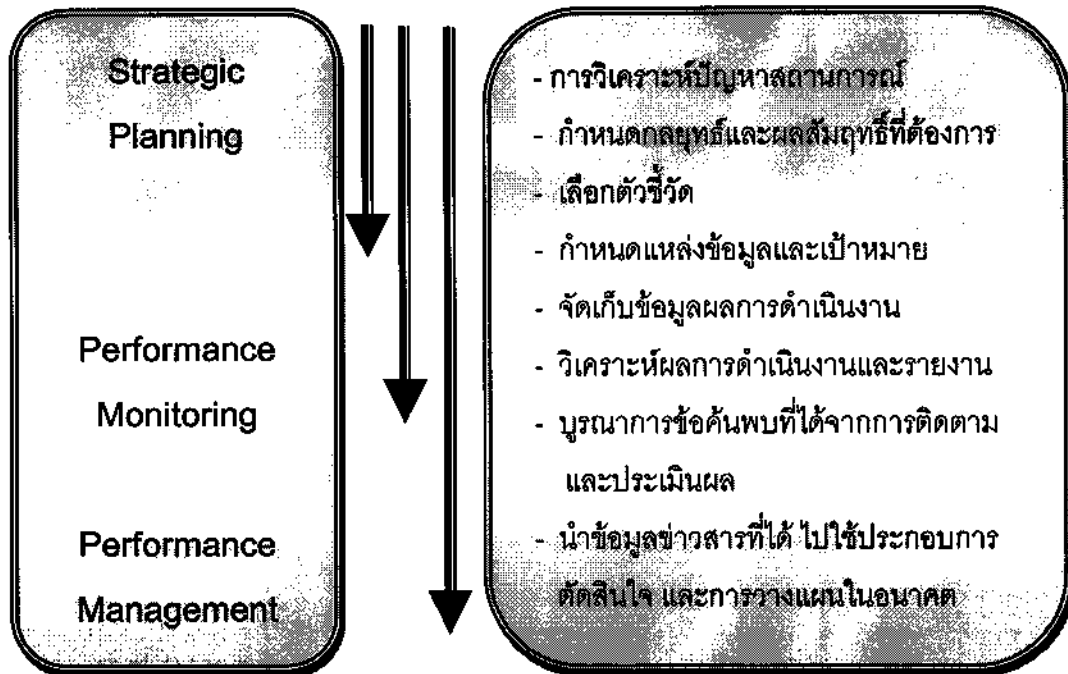 Strategic
Planning
Performance
Monitoring
Performance
Management
- การวิเคราะห์ปัญหาสถานการณ์
- กำหนดกลยุทธ์และผลสัมฤทธิ์ที่ต้องการ
- เลือกตัวชี้วัด
- กำหนดแหล่งข้อมูลและเป้าหมาย
- จัดเก็บข้อมูลผลการดำเนินงาน
- วิเคราะห์ผลการดำเนินงานและรายงาน
- บูรณาการข้อค้นพบที่ได้จากการติดตาม
และประเมินผล
- นำข้อมูลข่าวสารที่ได้ ไปใช้ประกอบการ
ตัดสินใจ และการวางแผนในอนาคต